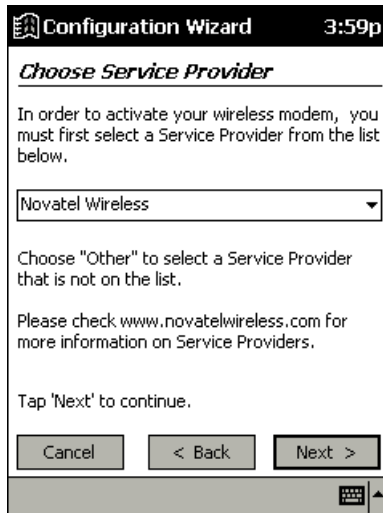 Configuration Wizard 3:59p
Choose Service Provider
In order to activate your wireless modem, you
must first select a Service Provider from the list
below.
Novatel Wireless
Choose "Other" to select a Service Provider
that is not on the list.
Please check www.novatelwireless.com for
more information on Service Providers.
Tap 'Next' to continue.
Cancel < Back Next >